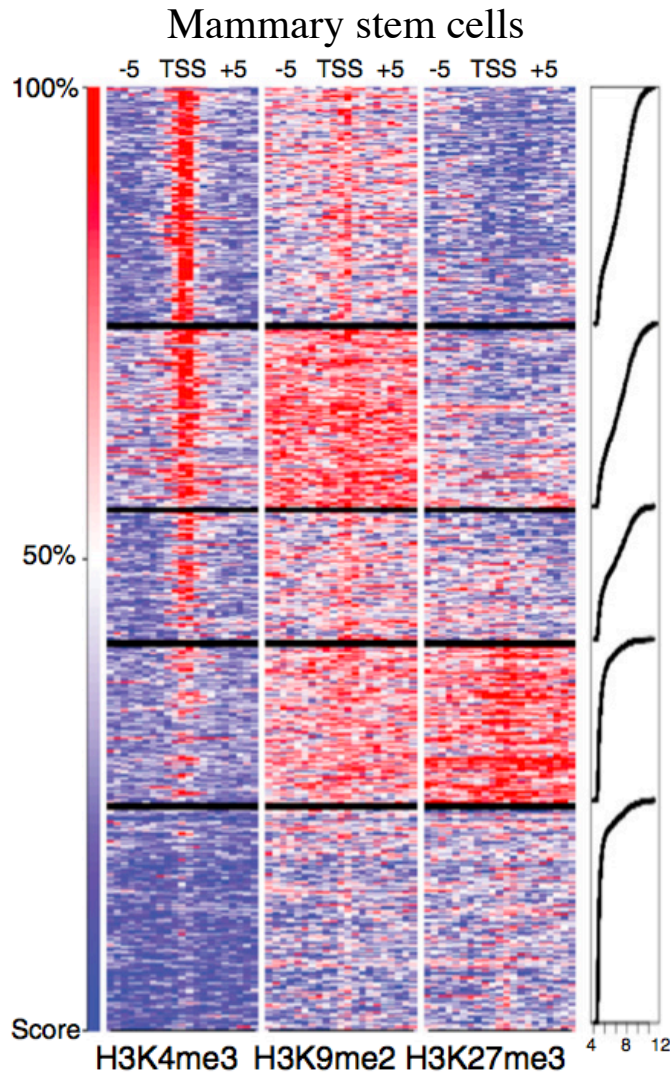 Mammary stem cells
-5 TSS +5 -5 TSS +5 -5 TSS +5
100%
50%
Score
4 8 12
H3K4me3 H3K9me2 H3K27me3